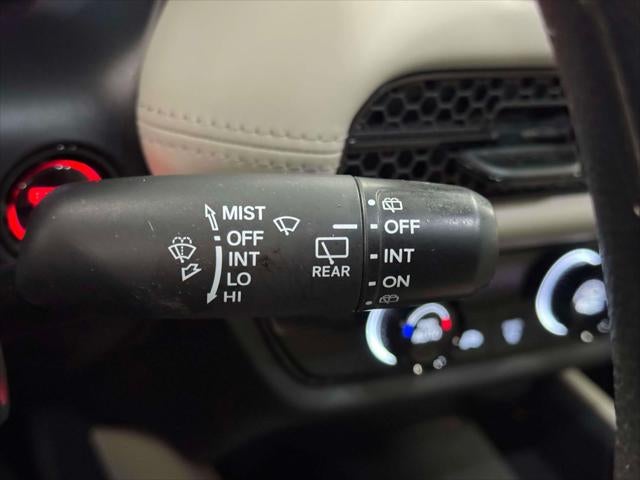 MIST
OFF
INT
LO
HI
REAR
OFF
INT
ON